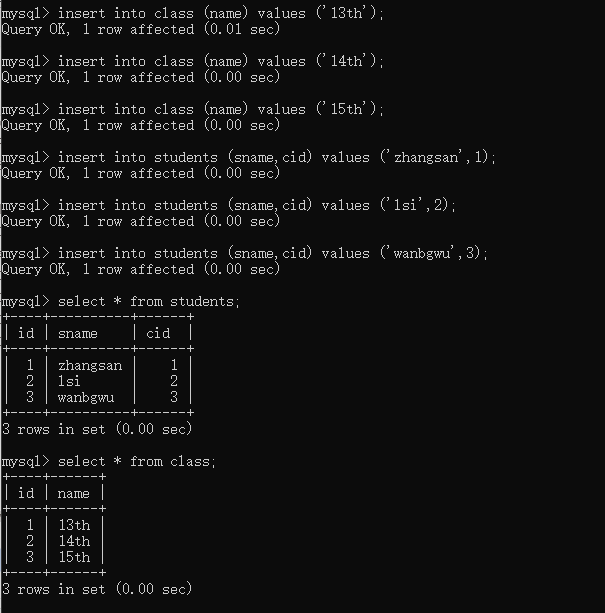 mysql> insert into class (name) values ('13th');
Query OK, 1 row affected (0.01 sec)
mysql> insert into class (name) values ('14th');
Query OK, 1 row affected (0.00 sec)
mysql> insert into class (name) values ('15th');
Query OK, 1 row affected (0.00 sec)
mysql> insert into students (sname,cid) values ('zhangsan',1);
Query OK, 1 row affected (0.00 sec)
mysql> insert into students (sname,cid) values ('lsi',2);
Query OK, 1 row affected (0.00 sec)
mysql> insert into students (sname,cid) values ('wanbgwu',3);
Query OK, 1 row affected (0.00 sec)
mysql> select * from students;
+----+----------+------+
| id | sname    | cid  |
+----+----------+------+
|  1 | zhangsan |    1 |
|  2 | lsi      |    2 |
|  3 | wanbgwu  |    3 |
+----+----------+------+
3 rows in set (0.00 sec)
mysql> select * from class;
+----+------+
| id | name |
+----+------+
|  1 | 13th |
|  2 | 14th |
|  3 | 15th |
+----+------+
3 rows in set (0.00 sec)